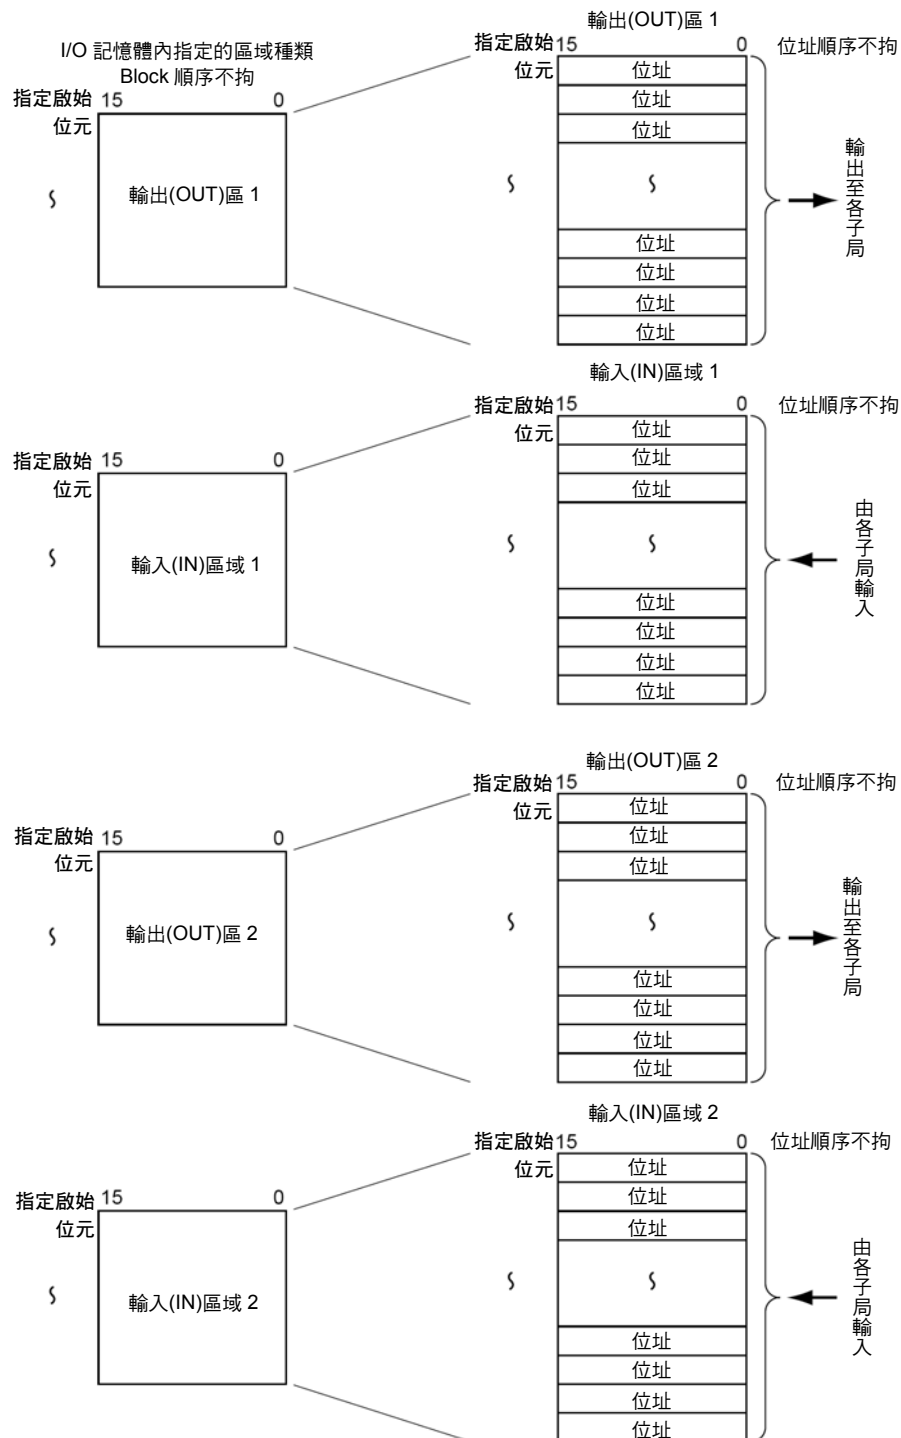 輸出(OUT)區 1
I/O 記憶體內指定的區域種類
Block 順序不拘
指定啟始 15 0
位元
輸出(OUT)區 1
指定啟始 15 0 位址順序不拘
位元
位址
位址
位址
位址
位址
位址
位址
輸出至各子局
輸入(IN)區域 1
指定啟始 15 0 位址順序不拘
位元
位址
位址
位址
位址
位址
位址
位址
由各子局輸入
指定啟始 15 0
位元
輸入(IN)區域 1
輸出(OUT)區 2
指定啟始 15 0 位址順序不拘
位元
位址
位址
位址
位址
位址
位址
位址
輸出至各子局
指定啟始 15 0
位元
輸出(OUT)區 2
輸入(IN)區域 2
指定啟始 15 0 位址順序不拘
位元
位址
位址
位址
位址
位址
位址
位址
由各子局輸入
指定啟始 15 0
位元
輸入(IN)區域 2